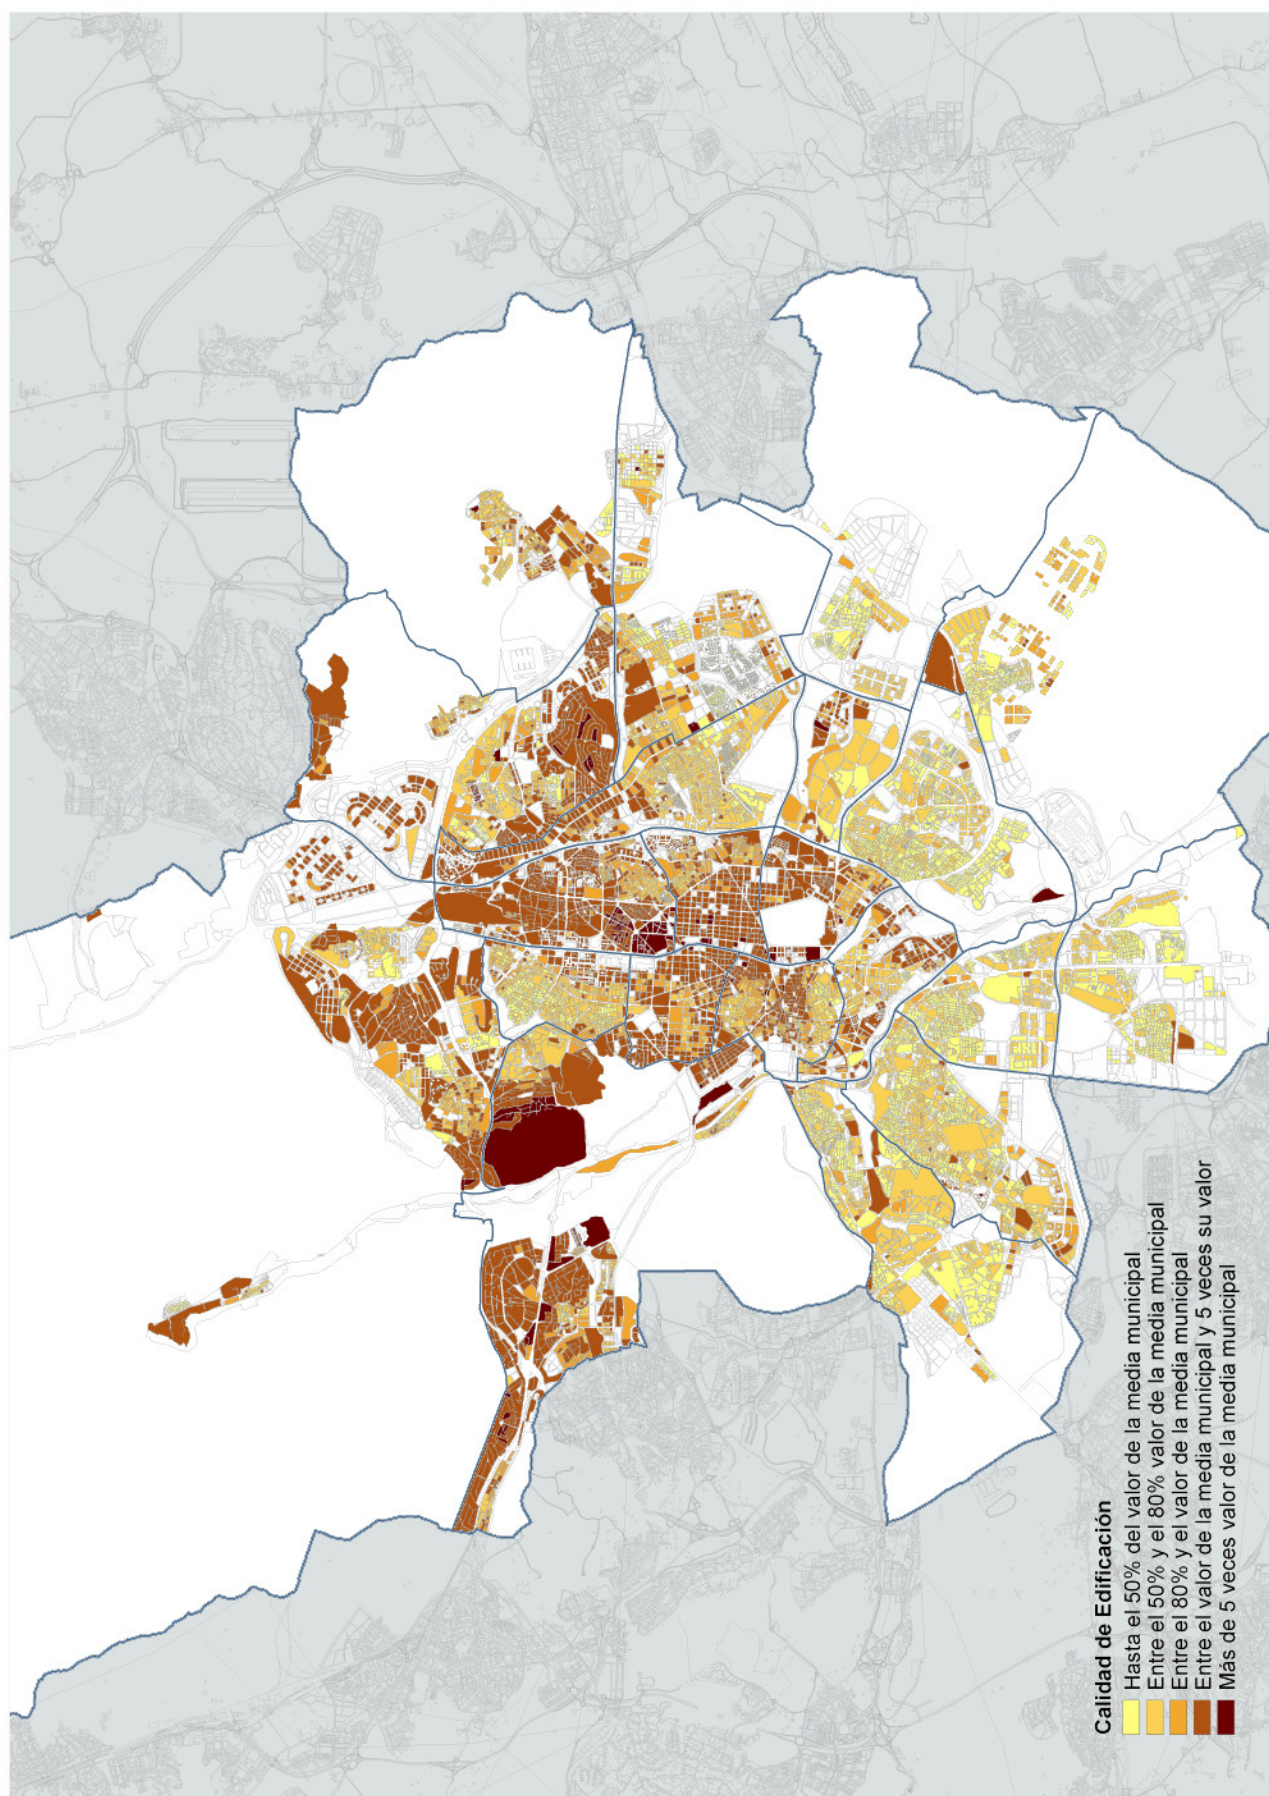 Calidad de Edificación
Hasta el 50% del valor de la media municipal
Entre el 50% y el 80% valor de la media municipal
Entre el 80% y el valor de la media municipal
Entre el valor de la media municipal y 5 veces su valor
Más de 5 veces valor de la media municipal